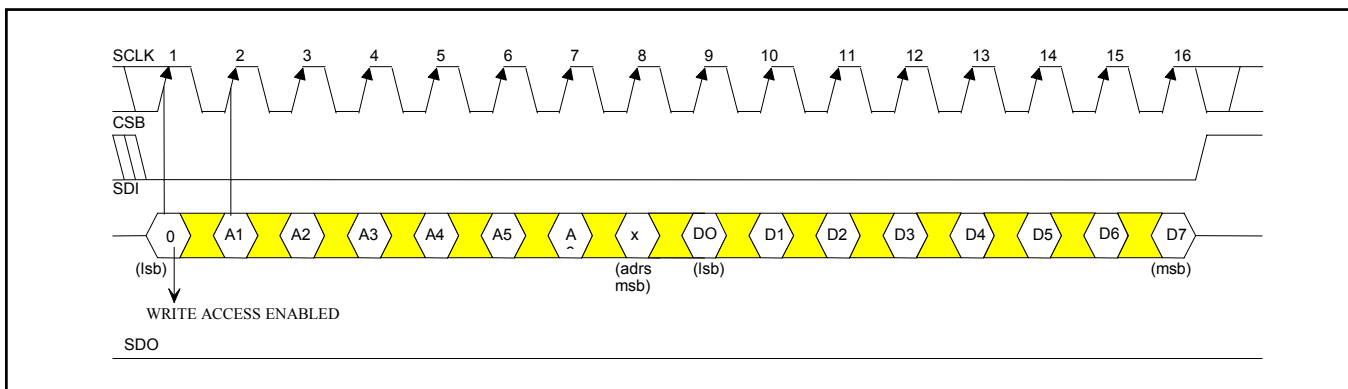 SCLK 1 2 3 4 5 6 7 8 9 10 11 12 13 14 15 16
CSB
SDI
0 A1 A2 A3 A4 A5 A x DO D1 D2 D3 D4 D5 D6 D7
(lsb) (adrs msb) (lsb) (msb)
WRITE ACCESS ENABLED
SDO